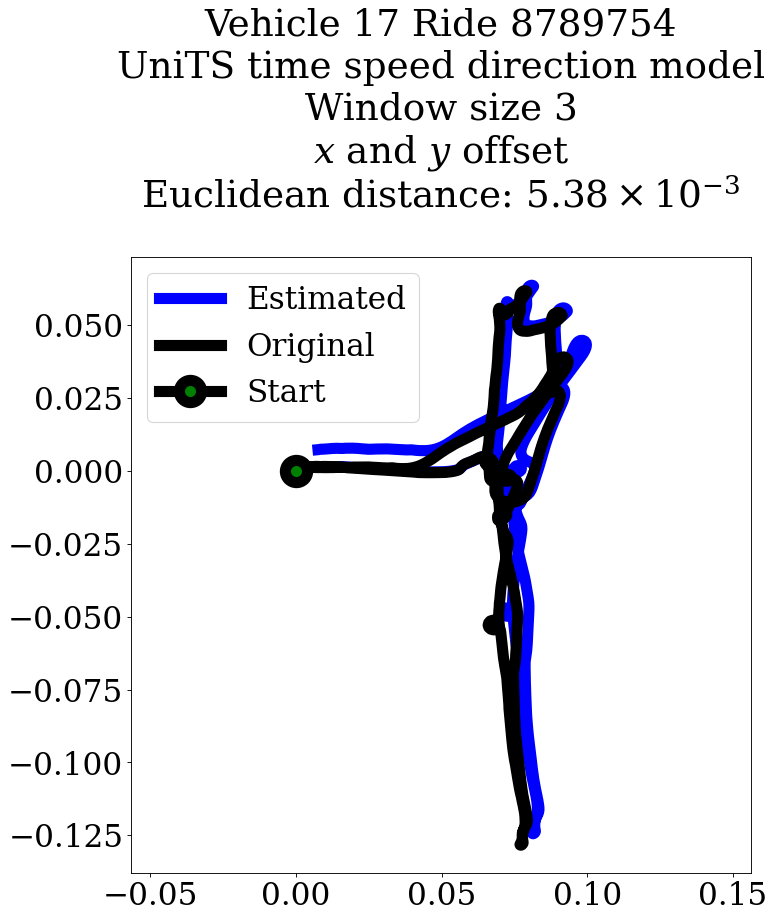 Vehicle 17 Ride 8789754
UniTS time speed direction model
Window size 3
x and y offset
Euclidean distance: 5.38 × 10⁻³
Estimated
Original
Start
0.050
0.025
0.000
−0.025
−0.050
−0.075
−0.100
−0.125
−0.05 0.00 0.05 0.10 0.15